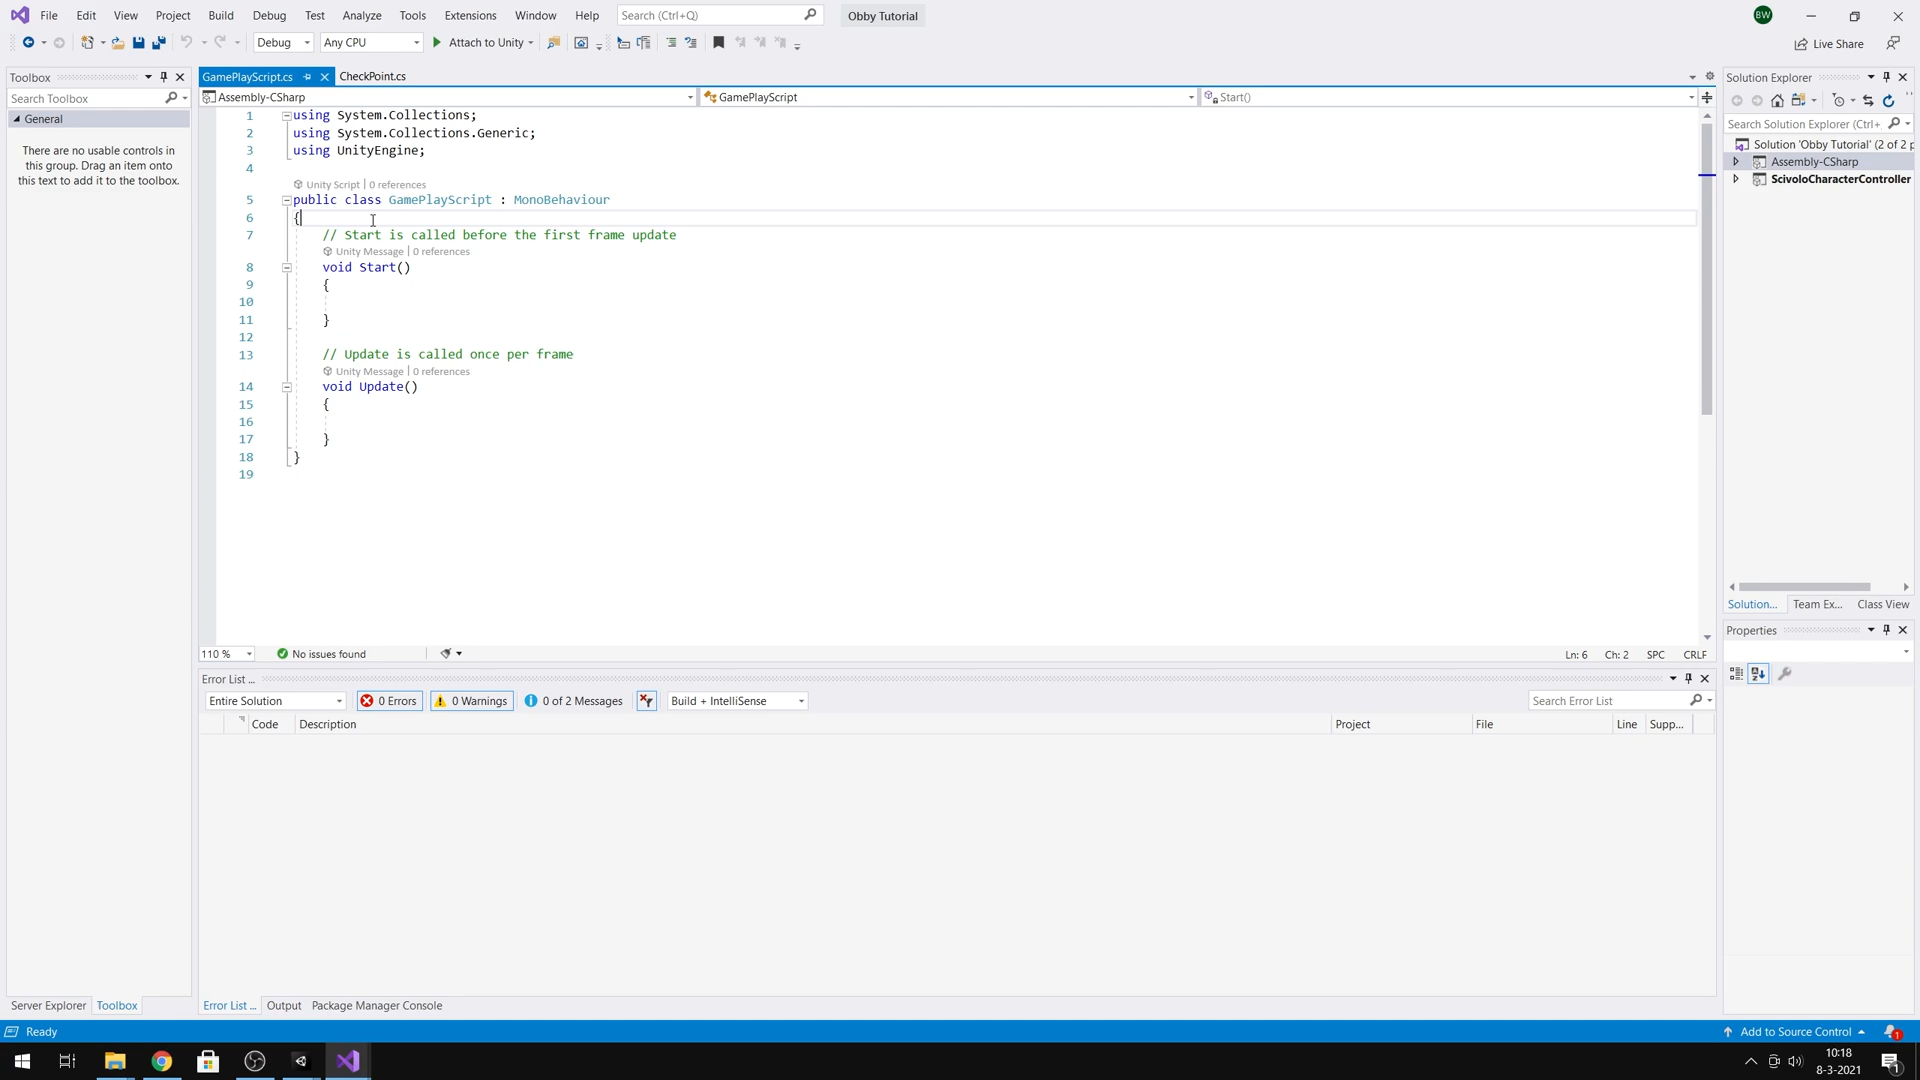 File Edit View Project Build Debug Test Analyze Tools Extensions Window Help Search (Ctrl+Q) Obby Tutorial BW
Debug Any CPU Attach to Unity Live Share
Toolbox
Search Toolbox
General
There are no usable controls in
this group. Drag an item onto
this text to add it to the toolbox.
GamePlayScript.cs CheckPoint.cs
Assembly-CSharp GamePlayScript Start()
1 using System.Collections;
2 using System.Collections.Generic;
3 using UnityEngine;
4
Unity Script | 0 references
5 public class GamePlayScript : MonoBehaviour
6 {
7 // Start is called before the first frame update
Unity Message | 0 references
8 void Start()
9 {
10
11 }
12
13 // Update is called once per frame
Unity Message | 0 references
14 void Update()
15 {
16
17 }
18 }
19
110 % No issues found Ln: 6 Ch: 2 SPC CRLF
Solution Explorer
Search Solution Explorer (Ctrl+
Solution 'Obby Tutorial' (2 of 2 p
Assembly-CSharp
ScivoloCharacterController
Solution... Team Ex... Class View
Properties
Error List ...
Entire Solution 0 Errors 0 Warnings 0 of 2 Messages Build + IntelliSense Search Error List
Code Description Project File Line Supp...
Server Explorer Toolbox Error List ... Output Package Manager Console
Ready Add to Source Control 1
10:18
8-3-2021
1